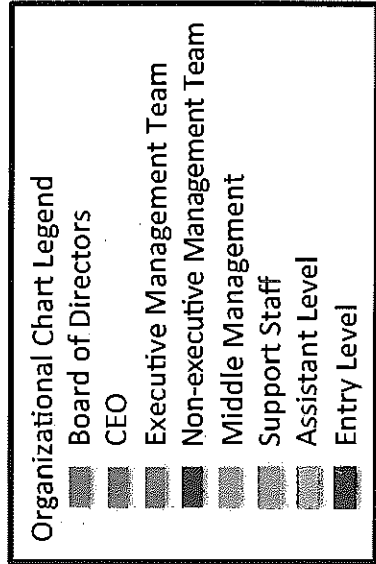 Organizational Chart Legend
Board of Directors
CEO
Executive Management Team
Non-executive Management Team
Middle Management
Support Staff
Assistant Level
Entry Level